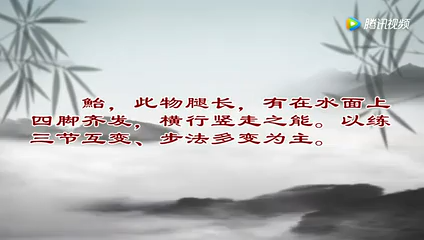 腾讯视频
鲐，此物腿长，有在水面上
四脚齐发，横行竖走之能。以练
三节互变、步法多变为主。